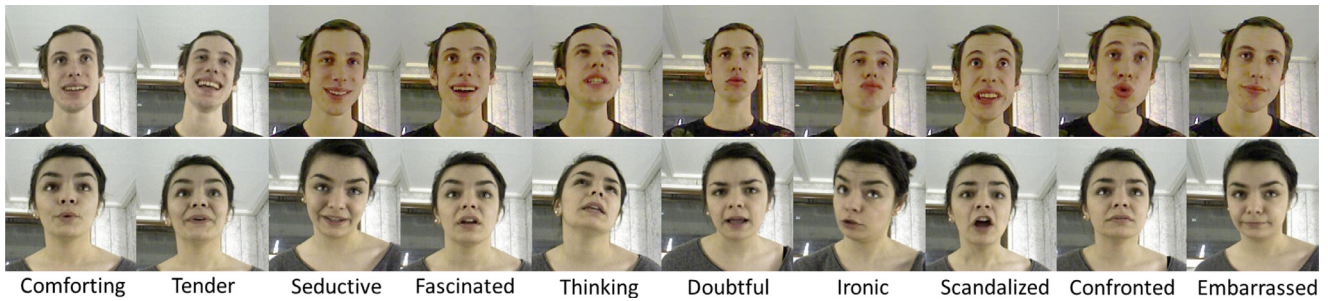 Comforting Tender Seductive Fascinated Thinking Doubtful Ironic Scandalized Confronted Embarrassed